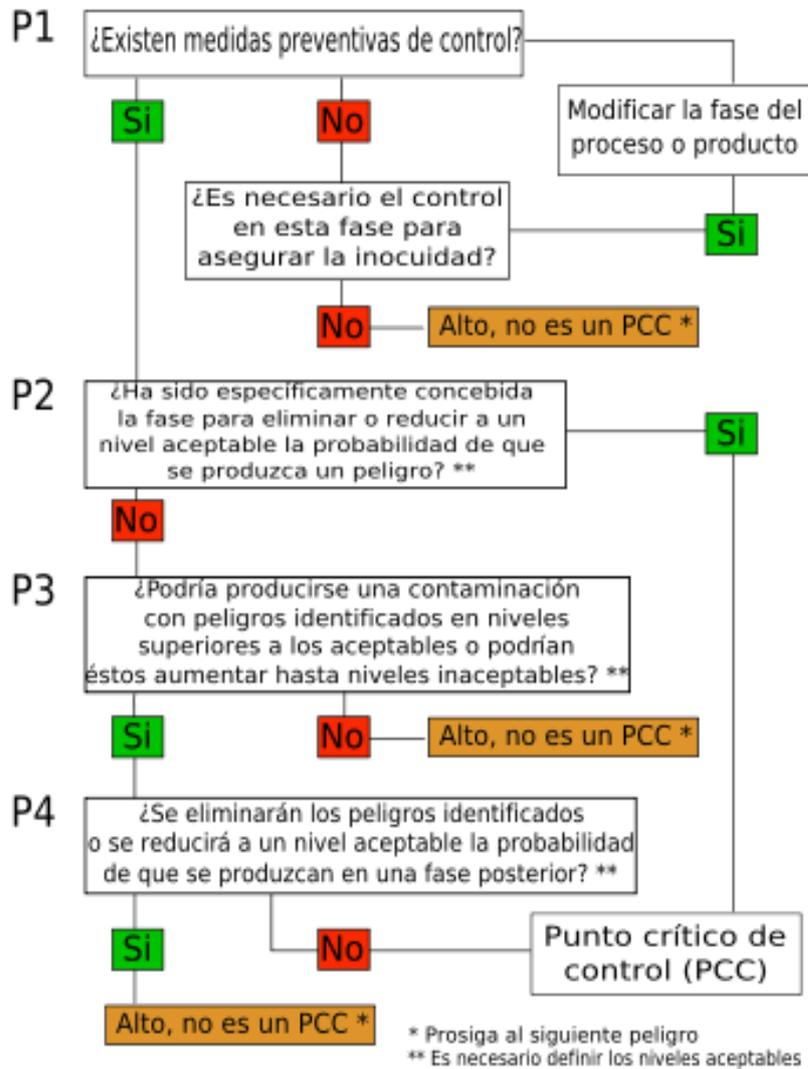 P1
¿Existen medidas preventivas de control?
Si
No
Modificar la fase del
proceso o producto
¿Es necesario el control
en esta fase para
asegurar la inocuidad?
Si
No
Alto, no es un PCC *
P2
¿Ha sido específicamente concebida
la fase para eliminar o reducir a un
nivel aceptable la probabilidad de que
se produzca un peligro? **
Si
No
P3
¿Podría producirse una contaminación
con peligros identificados en niveles
superiores a los aceptables o podrían
éstos aumentar hasta niveles inaceptables? **
Si
No
Alto, no es un PCC *
P4
¿Se eliminarán los peligros identificados
o se reducirá a un nivel aceptable la probabilidad
de que se produzcan en una fase posterior? **
Si
No
Punto crítico de
control (PCC)
Alto, no es un PCC *
* Prosiga al siguiente peligro
** Es necesario definir los niveles aceptables